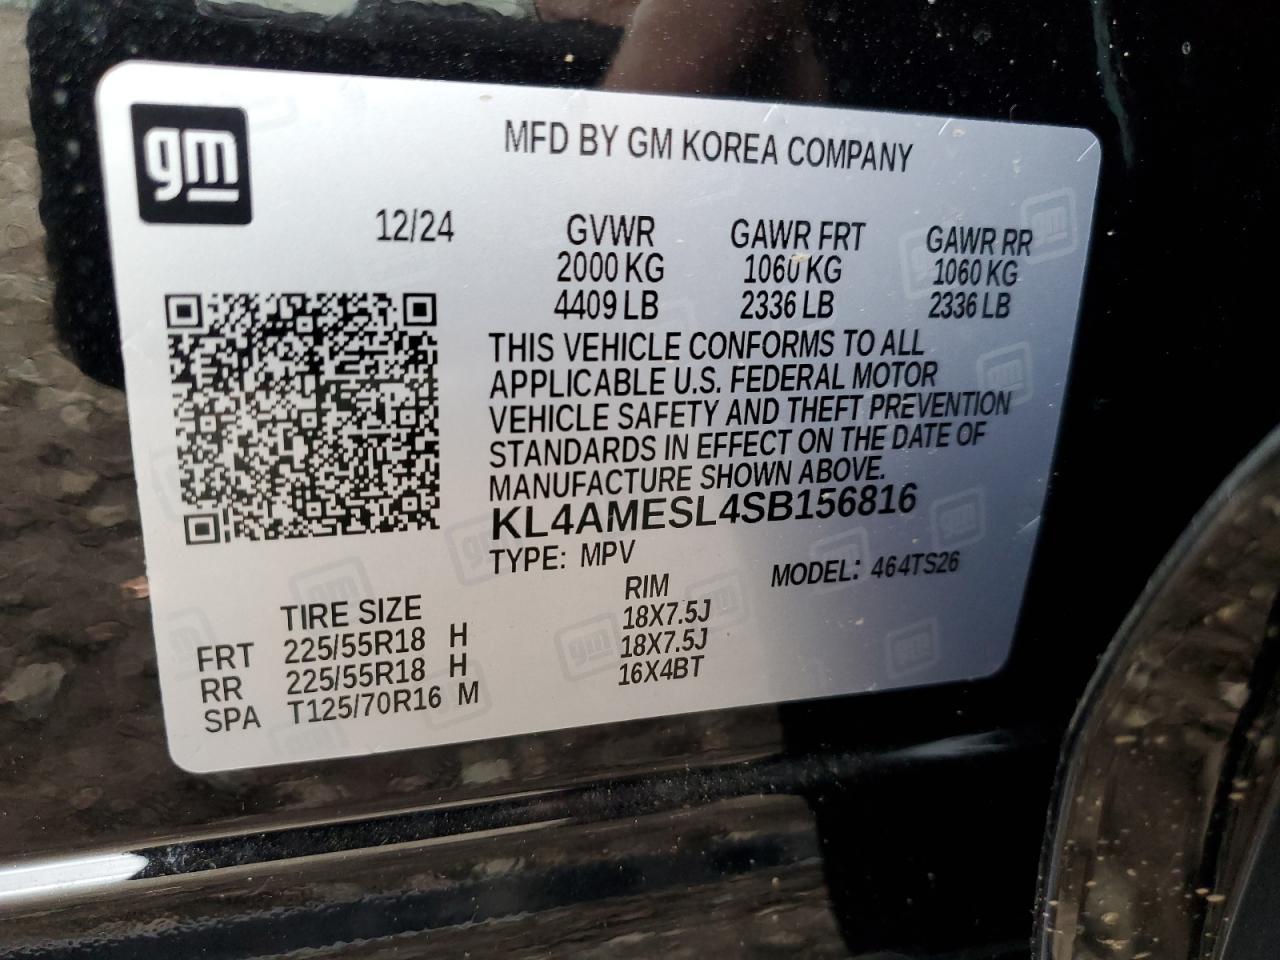 gm
MFD BY GM KOREA COMPANY
12/24 GVWR GAWR FRT GAWR RR
2000 KG 1060 KG 1060 KG
4409 LB 2336 LB 2336 LB
THIS VEHICLE CONFORMS TO ALL
APPLICABLE U.S. FEDERAL MOTOR
VEHICLE SAFETY AND THEFT PREVENTION
STANDARDS IN EFFECT ON THE DATE OF
MANUFACTURE SHOWN ABOVE.
KL4AMESL4SB156816
TYPE: MPV MODEL: 464TS26
TIRE SIZE RIM
FRT 225/55R18 H 18X7.5J
RR 225/55R18 H 18X7.5J
SPA T125/70R16 M 16X4BT